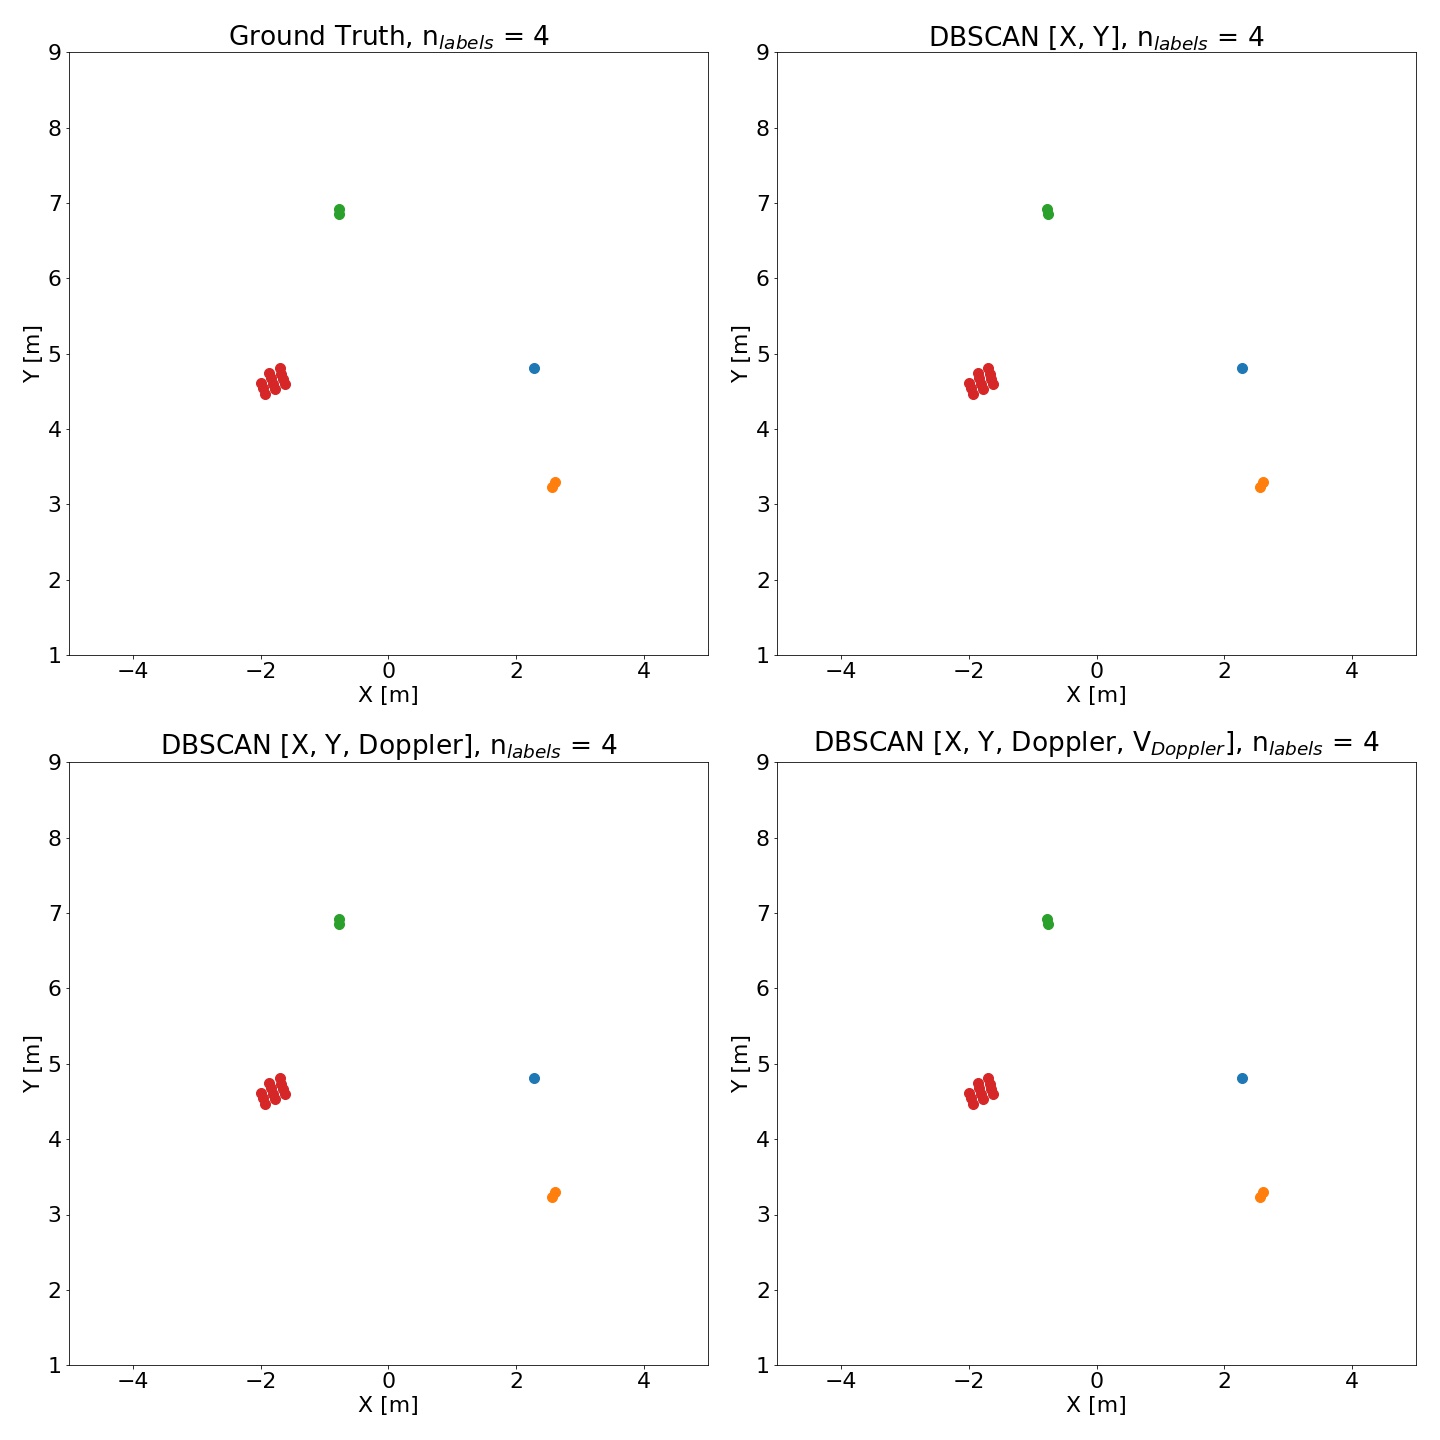 Ground Truth, n_labels = 4
9
8
7
6
5
4
3
2
1
Y [m]
−4 −2 0 2 4
X [m]
DBSCAN [X, Y], n_labels = 4
9
8
7
6
5
4
3
2
1
Y [m]
−4 −2 0 2 4
X [m]
DBSCAN [X, Y, Doppler], n_labels = 4
9
8
7
6
5
4
3
2
1
Y [m]
−4 −2 0 2 4
X [m]
DBSCAN [X, Y, Doppler, V_Doppler], n_labels = 4
9
8
7
6
5
4
3
2
1
Y [m]
−4 −2 0 2 4
X [m]